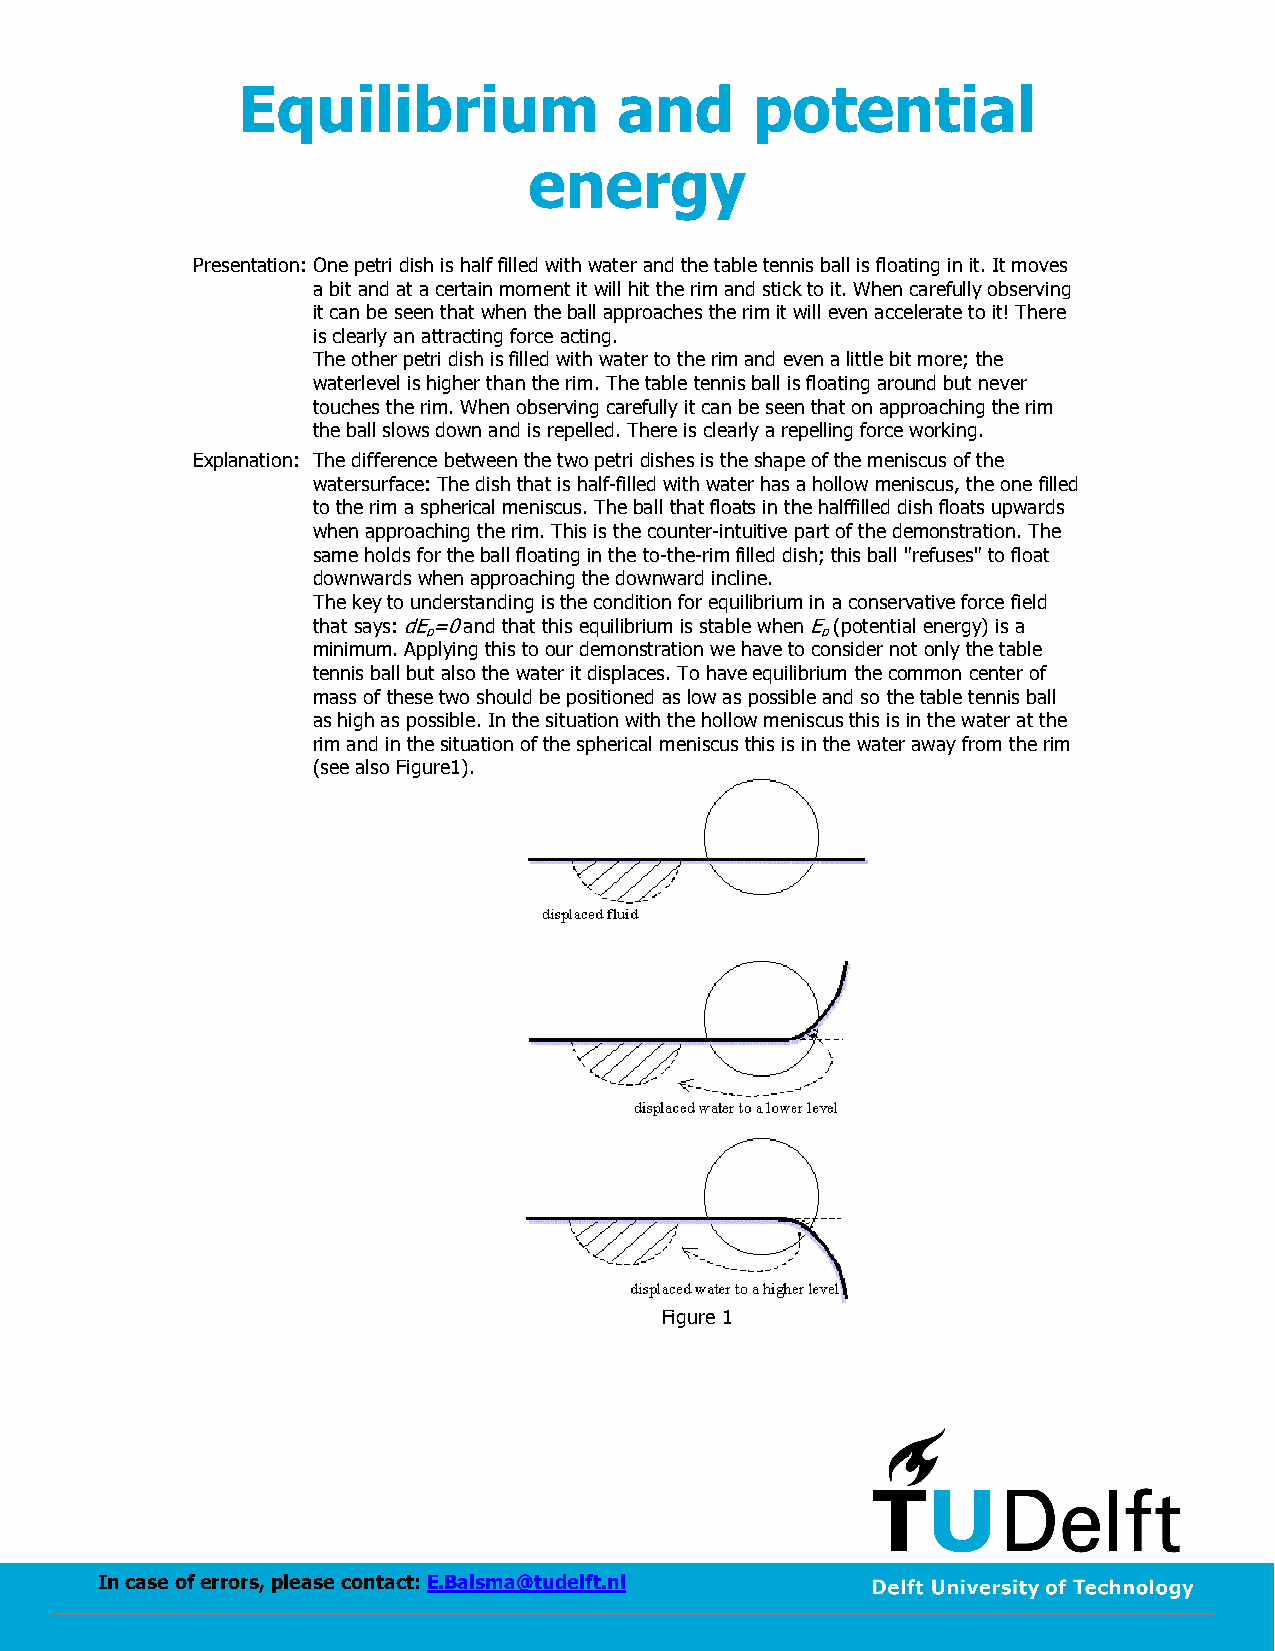 Equilibrium and potential
energy
Presentation: One petri dish is half filled with water and the table tennis ball is floating in it. It moves
a bit and at a certain moment it will hit the rim and stick to it. When carefully observing
it can be seen that when the ball approaches the rim it will even accelerate to it! There
is clearly an attracting force acting.
The other petri dish is filled with water to the rim and even a little bit more; the
waterlevel is higher than the rim. The table tennis ball is floating around but never
touches the rim. When observing carefully it can be seen that on approaching the rim
the ball slows down and is repelled. There is clearly a repelling force working.
Explanation: The difference between the two petri dishes is the shape of the meniscus of the
watersurface: The dish that is half-filled with water has a hollow meniscus, the one filled
to the rim a spherical meniscus. The ball that floats in the halffilled dish floats upwards
when approaching the rim. This is the counter-intuitive part of the demonstration. The
same holds for the ball floating in the to-the-rim filled dish; this ball "refuses" to float
downwards when approaching the downward incline.
The key to understanding is the condition for equilibrium in a conservative force field
that says: dEp=0 and that this equilibrium is stable when Ep (potential energy) is a
minimum. Applying this to our demonstration we have to consider not only the table
tennis ball but also the water it displaces. To have equilibrium the common center of
mass of these two should be positioned as low as possible and so the table tennis ball
as high as possible. In the situation with the hollow meniscus this is in the water at the
rim and in the situation of the spherical meniscus this is in the water away from the rim
(see also Figure1).
displaced fluid
displaced water to a lower level
displaced water to a higher level
Figure 1
TUDelft
In case of errors, please contact: E.Balsma@tudelft.nl
Delft University of Technology